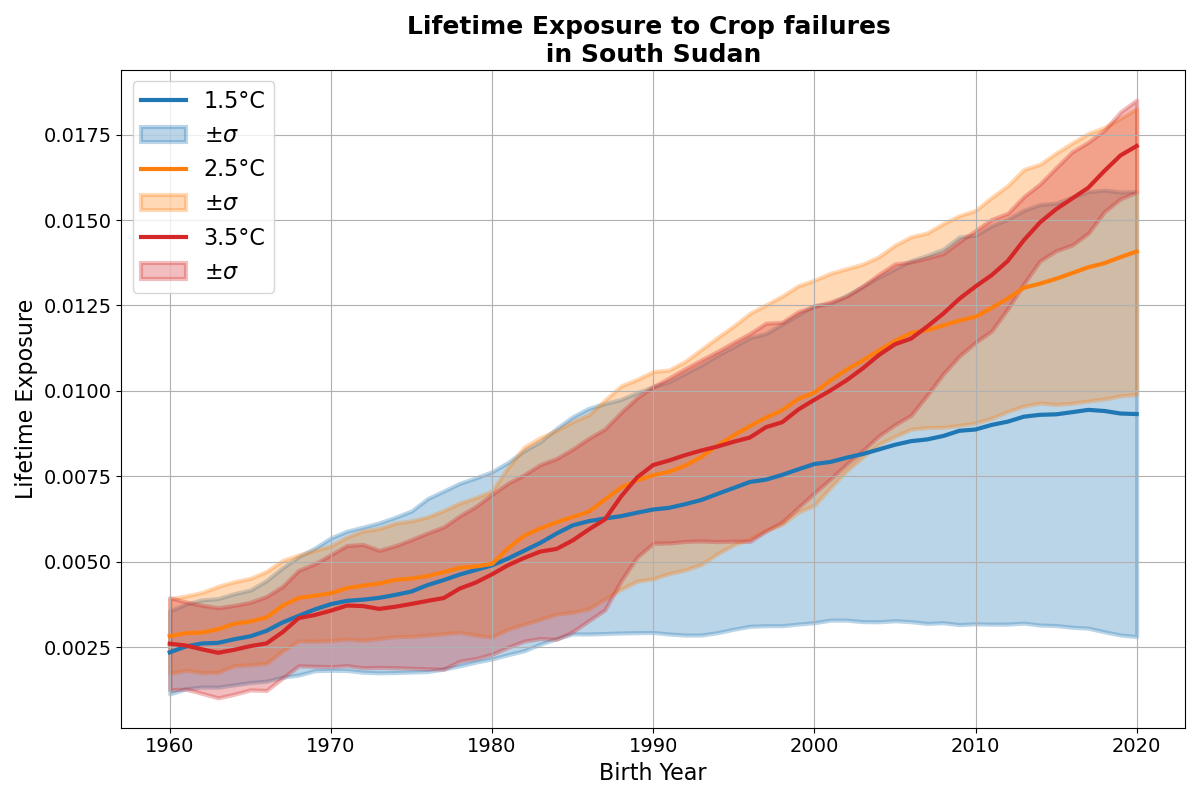 Lifetime Exposure to Crop failures
in South Sudan
1.5°C
±σ
2.5°C
±σ
3.5°C
±σ
0.0175
0.0150
0.0125
0.0100
0.0075
0.0050
0.0025
Lifetime Exposure
1960 1970 1980 1990 2000 2010 2020
Birth Year